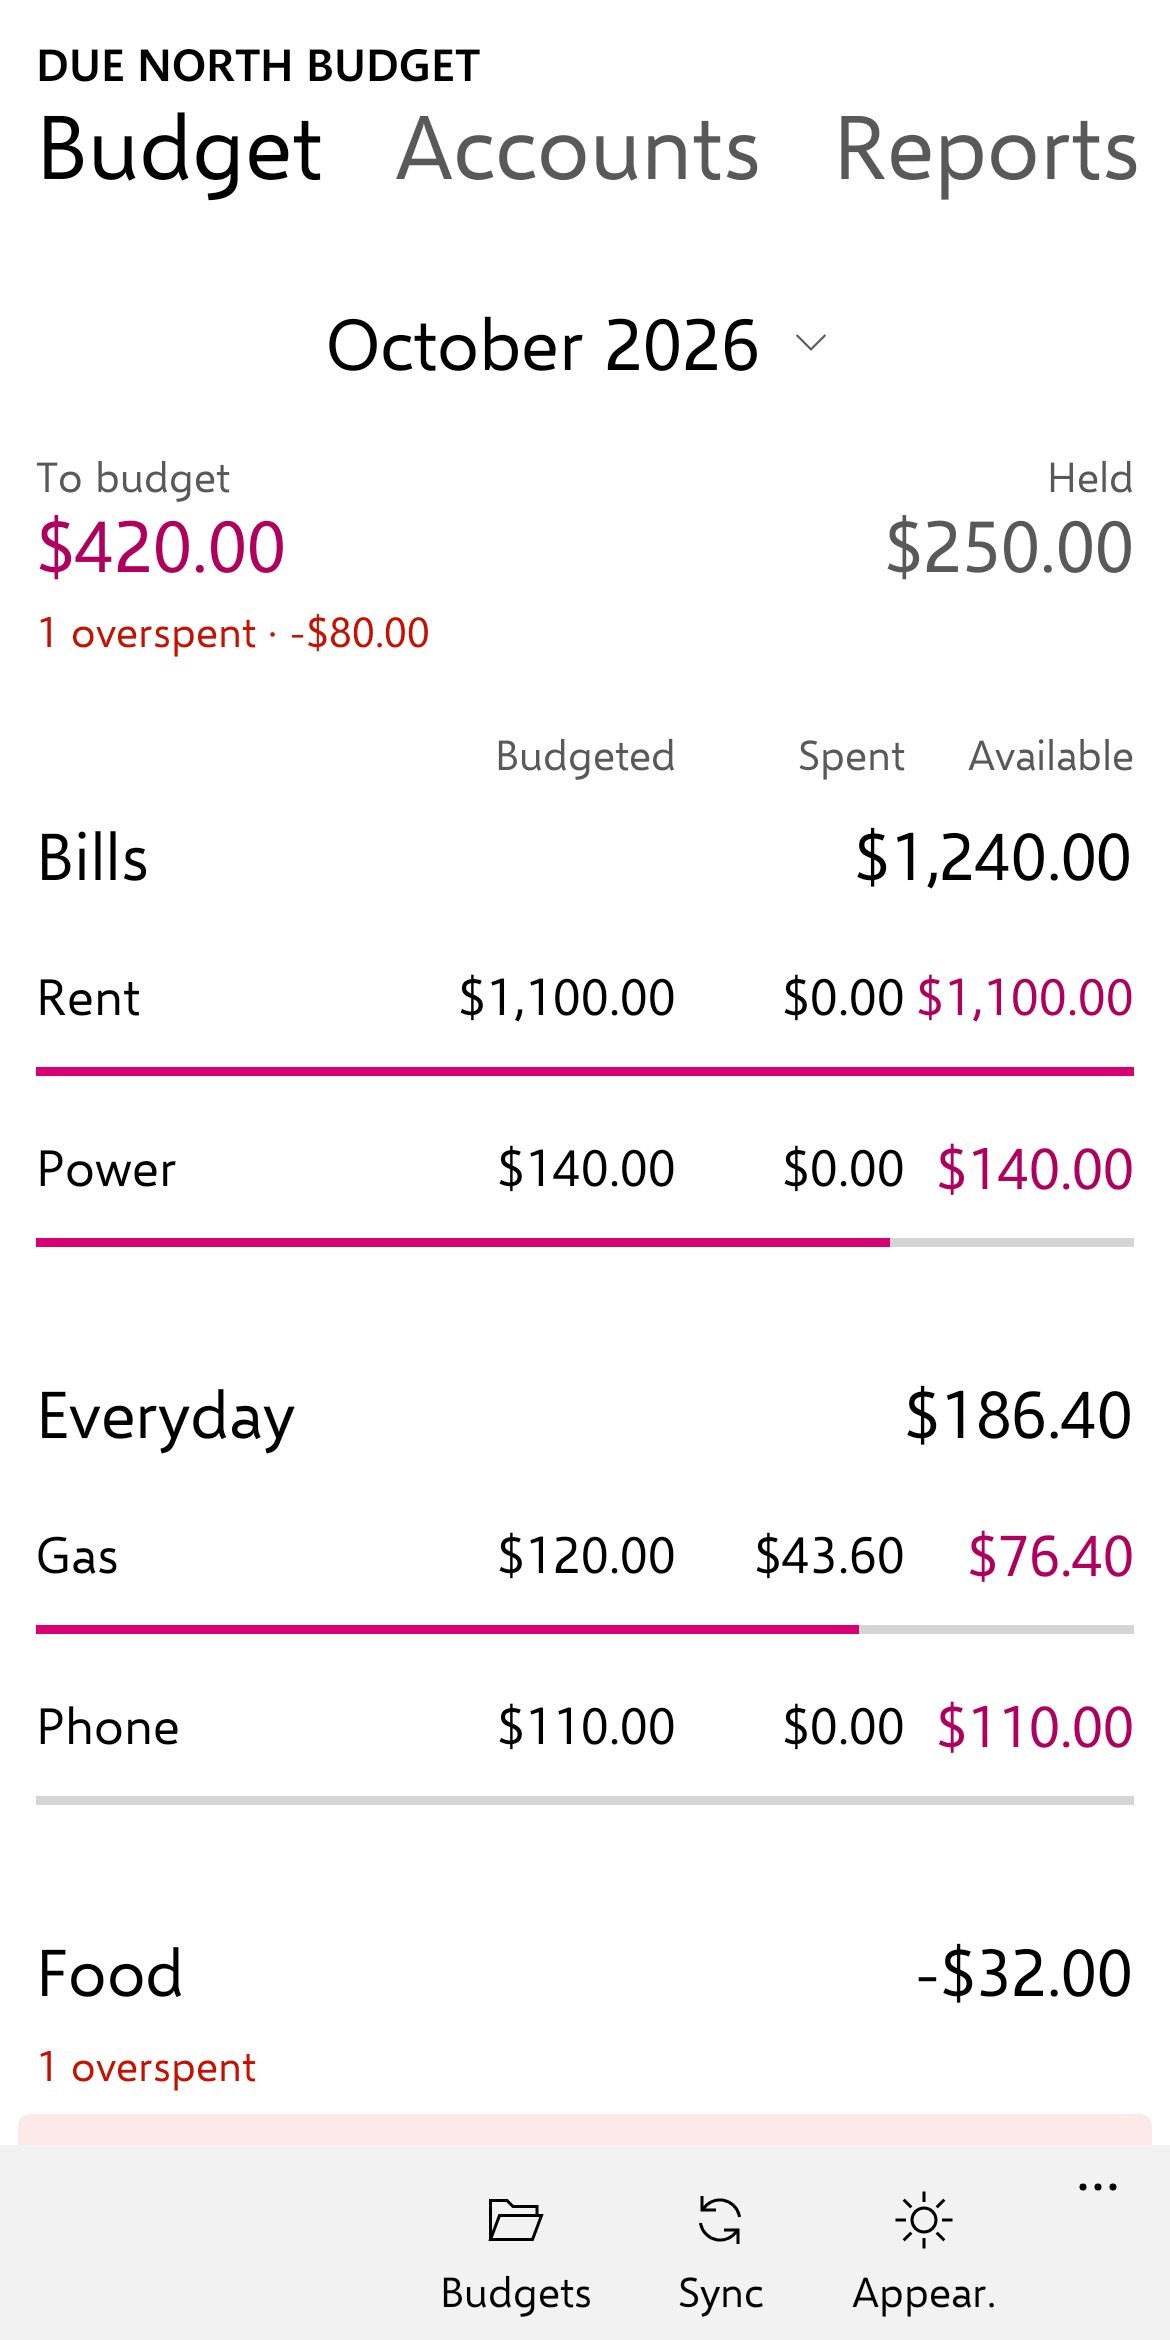 DUE NORTH BUDGET
Budget Accounts Reports
October 2026
To budget Held
$420.00 $250.00
1 overspent · -$80.00
Budgeted Spent Available
Bills $1,240.00
Rent $1,100.00 $0.00 $1,100.00
Power $140.00 $0.00 $140.00
Everyday $186.40
Gas $120.00 $43.60 $76.40
Phone $110.00 $0.00 $110.00
Food -$32.00
1 overspent
Budgets Sync Appear.